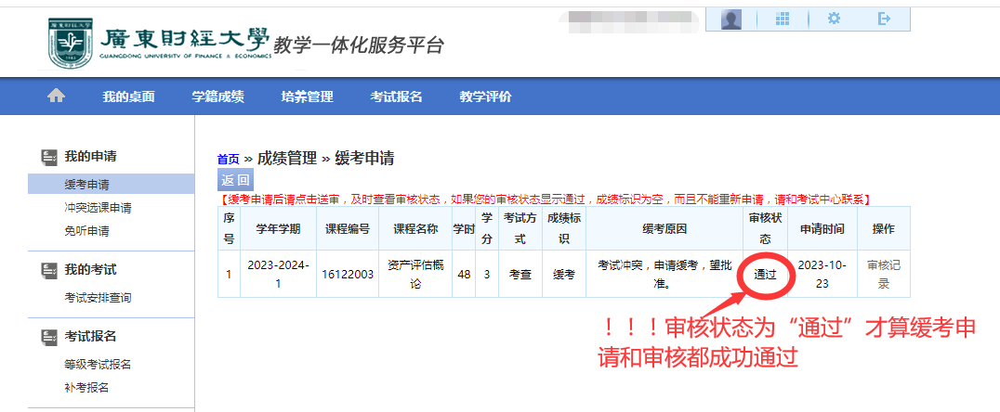 廣東財經大學
GUANGDONG UNIVERSITY OF FINANCE & ECONOMICS
教学一体化服务平台
我的桌面 学籍成绩 培养管理 考试报名 教学评价
我的申请
缓考申请
冲突选课申请
免听申请
我的考试
考试安排查询
考试报名
等级考试报名
补考报名
首页 » 成绩管理 » 缓考申请
返 回
【缓考申请后请点击送审，及时查看审核状态，如果您的审核状态显示通过，成绩标识为空，而且不能重新申请，请和考试中心联系】
序号 学年学期 课程编号 课程名称 学时 学分 考试方式 成绩标识 缓考原因 审核状态 申请时间 操作
1 2023-2024-1 16122003 资产评估概论 48 3 考查 缓考 考试冲突，申请缓考，望批准。 通过 2023-10-23 审核记录
！！！审核状态为“通过”才算缓考申
请和审核都成功通过